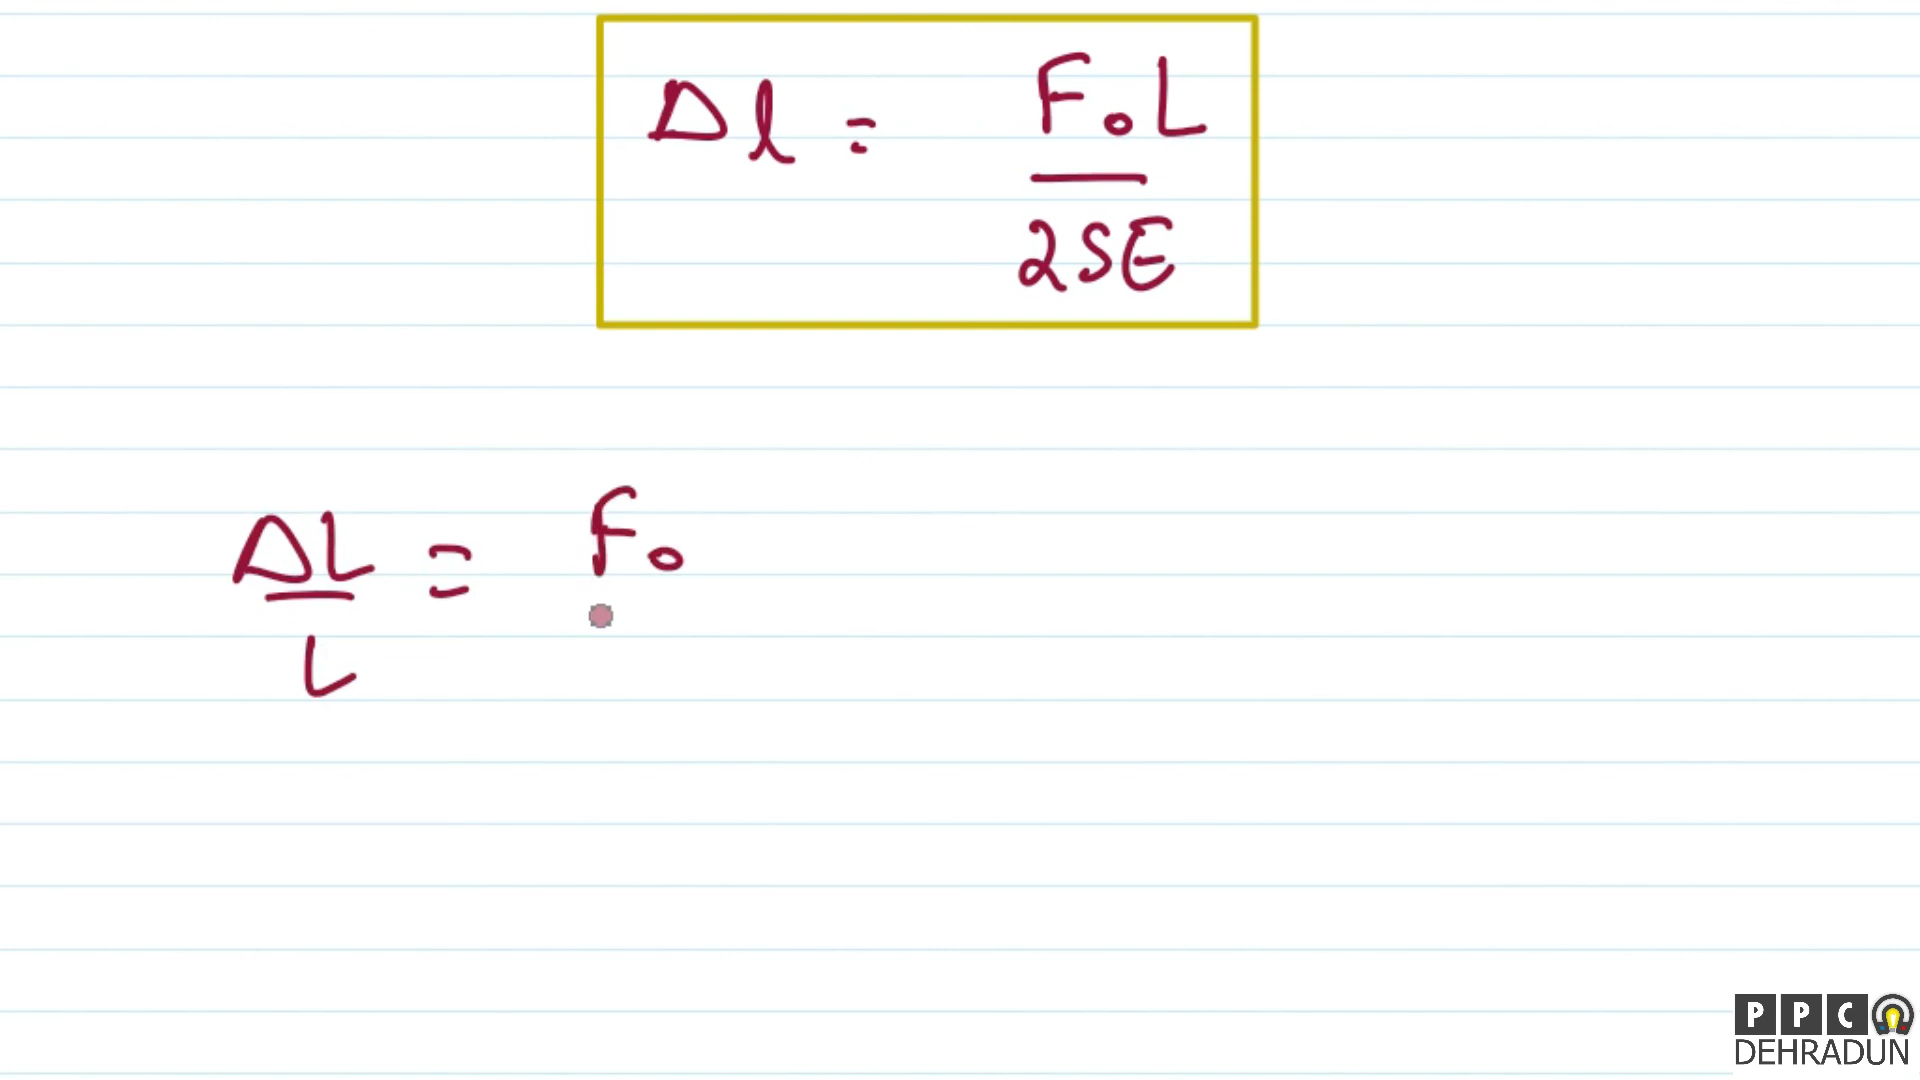 Δl = F₀L
2SE
ΔL = F₀
L
PPC
DEHRADUN